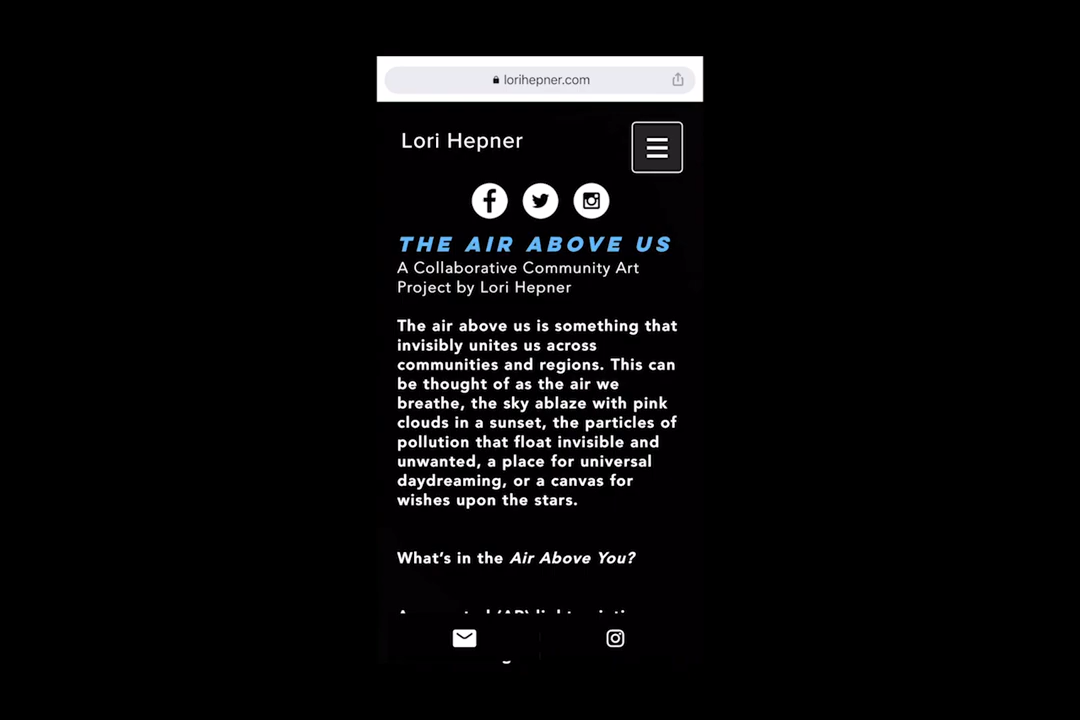 lorihepner.com
Lori Hepner
THE AIR ABOVE US
A Collaborative Community Art
Project by Lori Hepner
The air above us is something that
invisibly unites us across
communities and regions. This can
be thought of as the air we
breathe, the sky ablaze with pink
clouds in a sunset, the particles of
pollution that float invisible and
unwanted, a place for universal
daydreaming, or a canvas for
wishes upon the stars.
What's in the Air Above You?